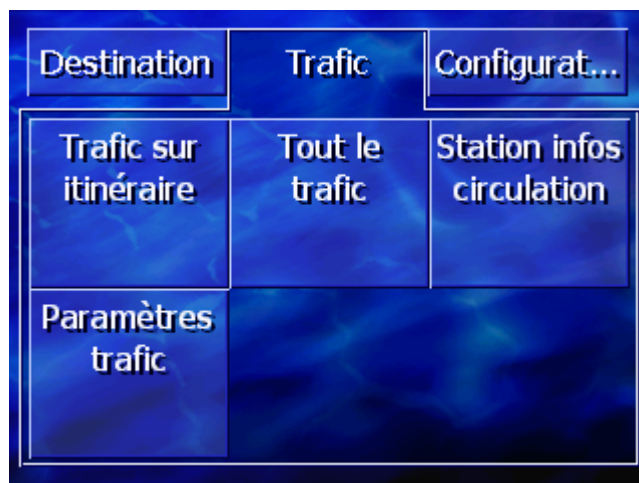 Destination
Trafic
Configurat...
Trafic sur
itinéraire
Tout le
trafic
Station infos
circulation
Paramètres
trafic